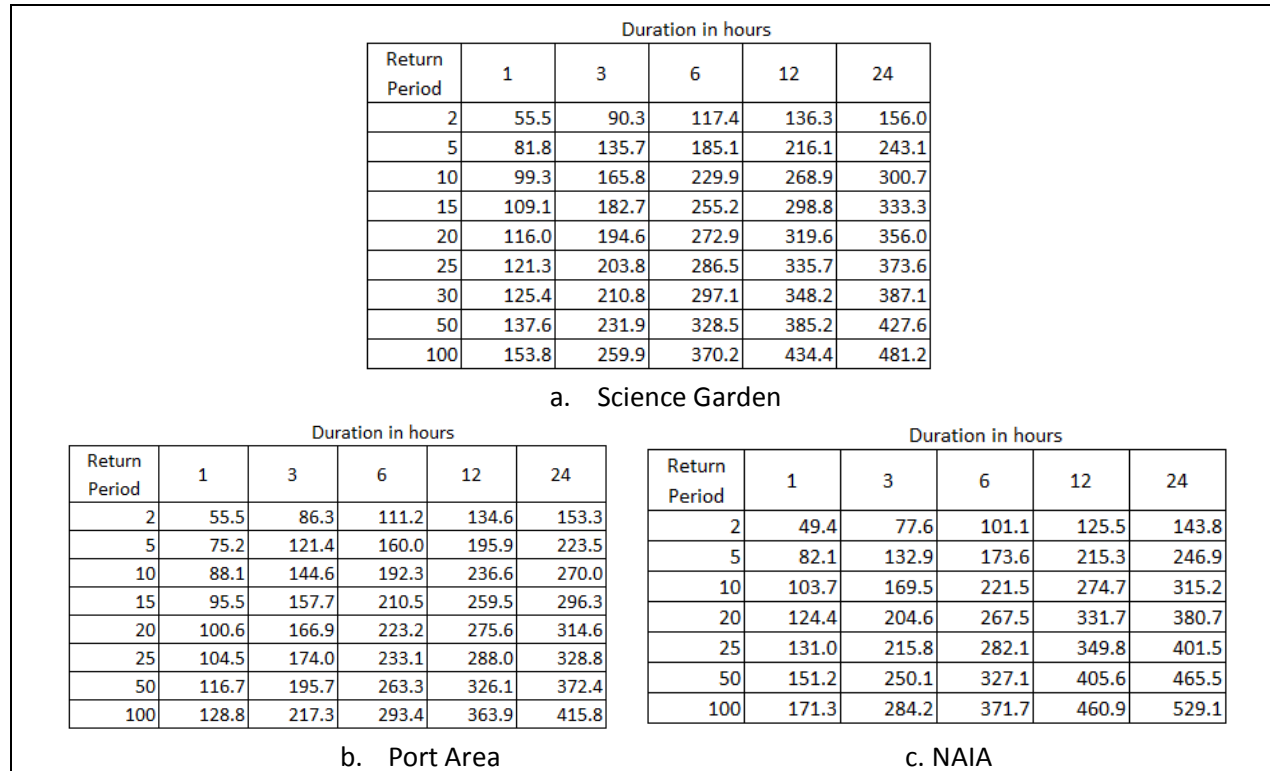 Duration in hours
Return Period 1 3 6 12 24
2 55.5 90.3 117.4 136.3 156.0
5 81.8 135.7 185.1 216.1 243.1
10 99.3 165.8 229.9 268.9 300.7
15 109.1 182.7 255.2 298.8 333.3
20 116.0 194.6 272.9 319.6 356.0
25 121.3 203.8 286.5 335.7 373.6
30 125.4 210.8 297.1 348.2 387.1
50 137.6 231.9 328.5 385.2 427.6
100 153.8 259.9 370.2 434.4 481.2
a. Science Garden
Duration in hours
Return Period 1 3 6 12 24
2 55.5 86.3 111.2 134.6 153.3
5 75.2 121.4 160.0 195.9 223.5
10 88.1 144.6 192.3 236.6 270.0
15 95.5 157.7 210.5 259.5 296.3
20 100.6 166.9 223.2 275.6 314.6
25 104.5 174.0 233.1 288.0 328.8
50 116.7 195.7 263.3 326.1 372.4
100 128.8 217.3 293.4 363.9 415.8
b. Port Area
Duration in hours
Return Period 1 3 6 12 24
2 49.4 77.6 101.1 125.5 143.8
5 82.1 132.9 173.6 215.3 246.9
10 103.7 169.5 221.5 274.7 315.2
20 124.4 204.6 267.5 331.7 380.7
25 131.0 215.8 282.1 349.8 401.5
50 151.2 250.1 327.1 405.6 465.5
100 171.3 284.2 371.7 460.9 529.1
c. NAIA